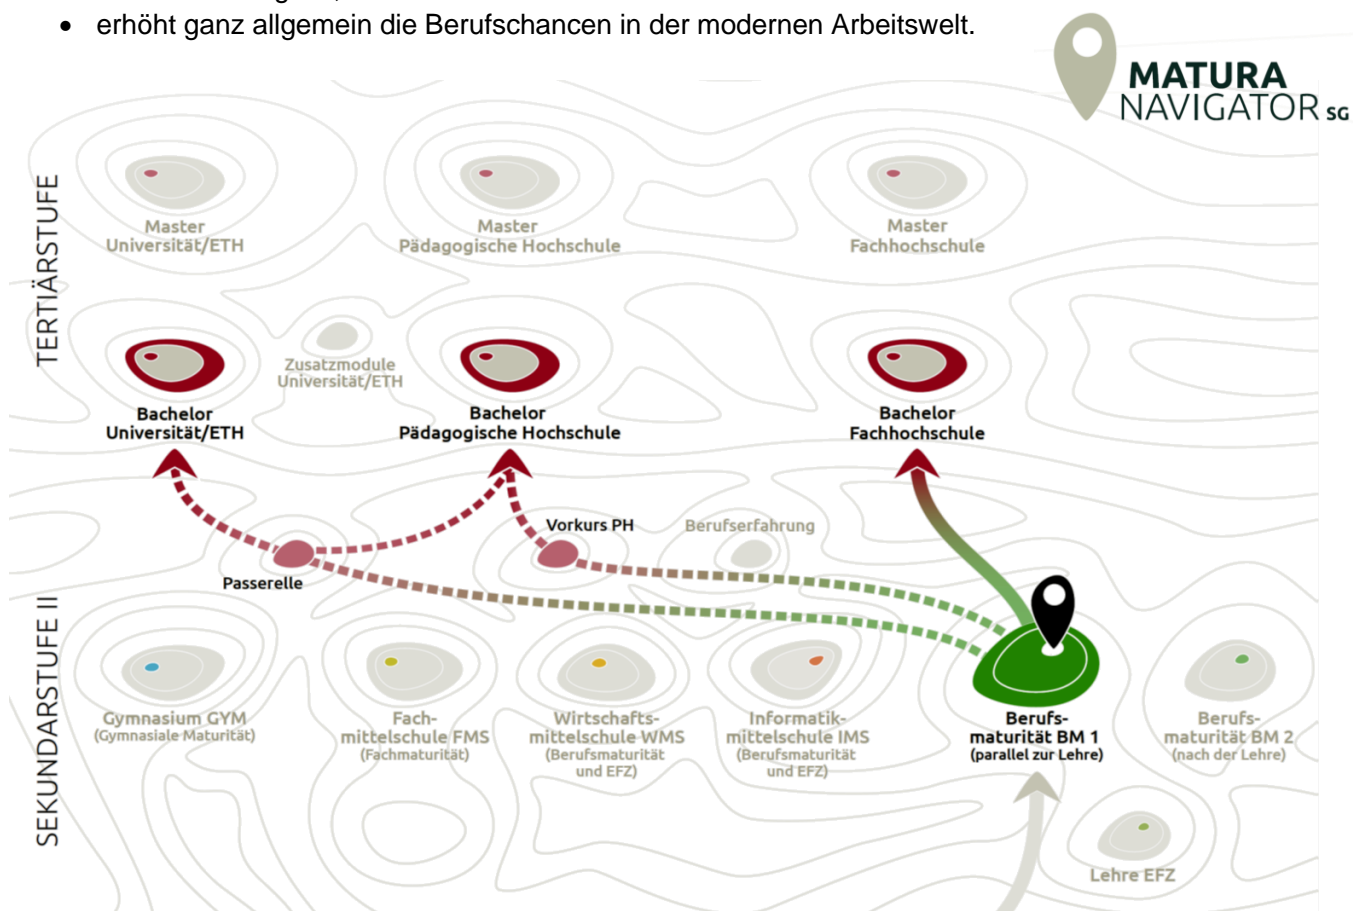 • erhöht ganz allgemein die Berufschancen in der modernen Arbeitswelt.
MATURA
NAVIGATOR SG
TERTIÄRSTUFE
Master
Universität/ETH
Master
Pädagogische Hochschule
Master
Fachhochschule
Zusatzmodule
Universität/ETH
Bachelor
Universität/ETH
Bachelor
Pädagogische Hochschule
Bachelor
Fachhochschule
Vorkurs PH
Berufserfahrung
Passerelle
SEKUNDARSTUFE II
Gymnasium GYM
(Gymnasiale Maturität)
Fach-
mittelschule FMS
(Fachmaturität)
Wirtschafts-
mittelschule WMS
(Berufsmaturität
und EFZ)
Informatik-
mittelschule IMS
(Berufsmaturität
und EFZ)
Berufs-
maturität BM 1
(parallel zur Lehre)
Berufs-
maturität BM 2
(nach der Lehre)
Lehre EFZ